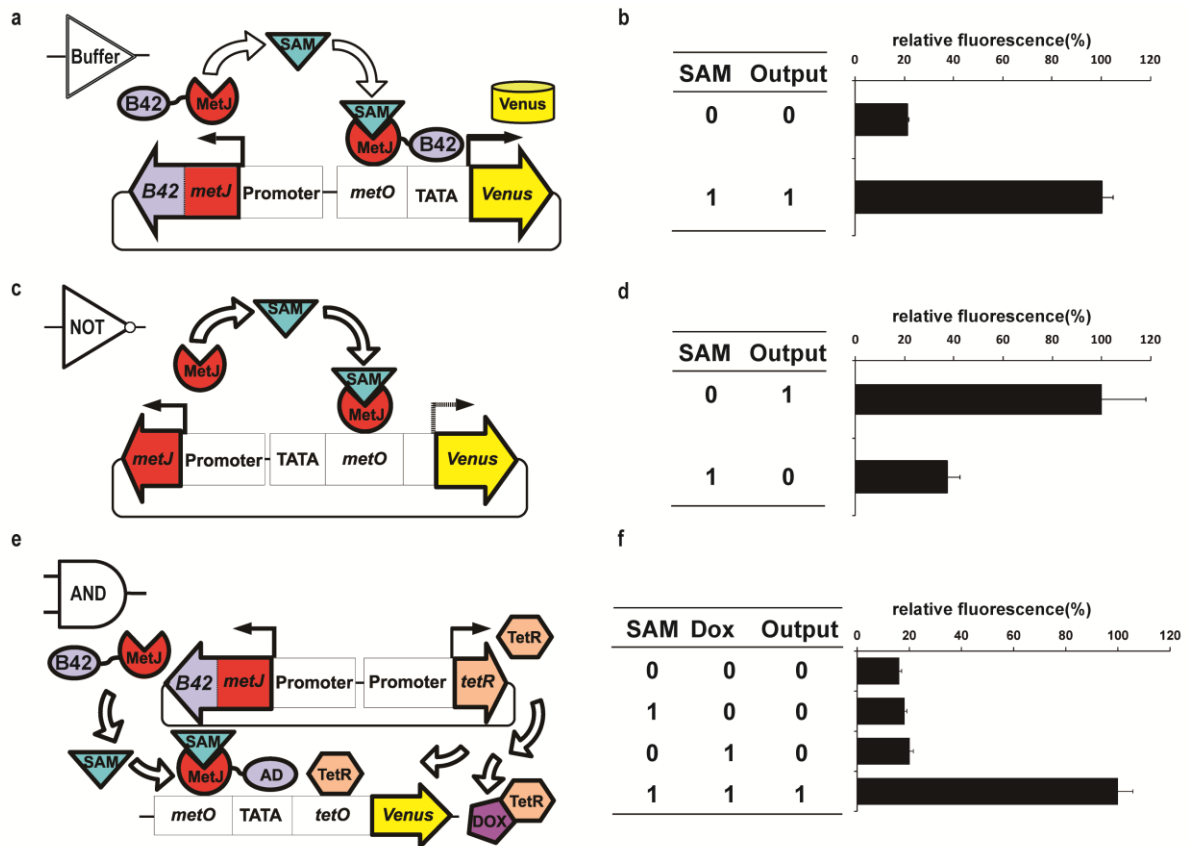 a
Buffer
SAM
B42
MetJ
SAM
MetJ
B42
Venus
B42 metJ Promoter metO TATA Venus
b
relative fluorescence(%)
0 20 40 60 80 100 120
SAM Output
0 0
1 1
c
NOT
SAM
MetJ
SAM
MetJ
metJ Promoter TATA metO Venus
d
relative fluorescence(%)
0 20 40 60 80 100 120
SAM Output
0 1
1 0
e
AND
B42
MetJ
TetR
B42 metJ Promoter Promoter tetR
SAM
SAM
MetJ
AD
TetR
TetR
DOX
metO TATA tetO Venus
f
relative fluorescence(%)
0 20 40 60 80 100 120
SAM Dox Output
0 0 0
1 0 0
0 1 0
1 1 1